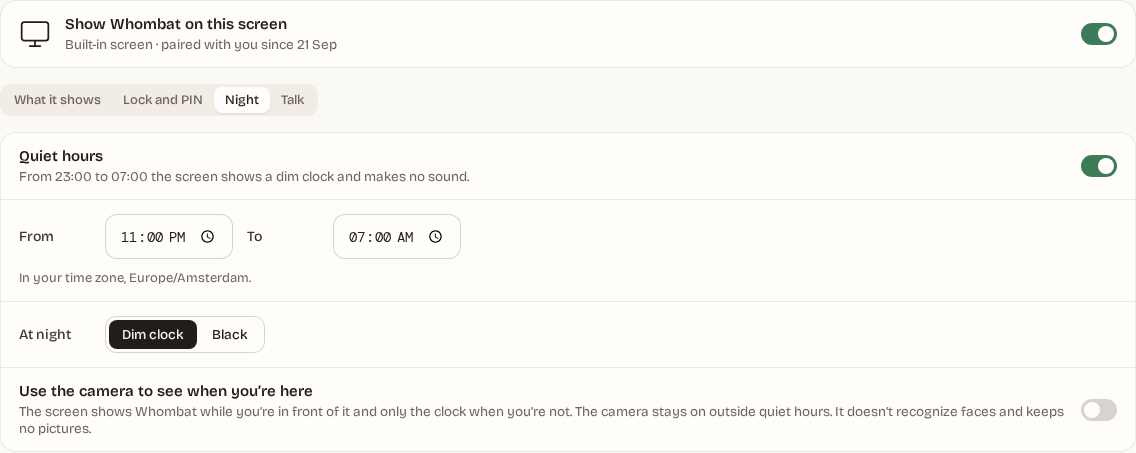 Show Whombat on this screen
Built-in screen · paired with you since 21 Sep
What it shows Lock and PIN Night Talk
Quiet hours
From 23:00 to 07:00 the screen shows a dim clock and makes no sound.
From 11:00 PM To 07:00 AM
In your time zone, Europe/Amsterdam.
At night Dim clock Black
Use the camera to see when you’re here
The screen shows Whombat while you’re in front of it and only the clock when you’re not. The camera stays on outside quiet hours. It doesn’t recognize faces and keeps
no pictures.